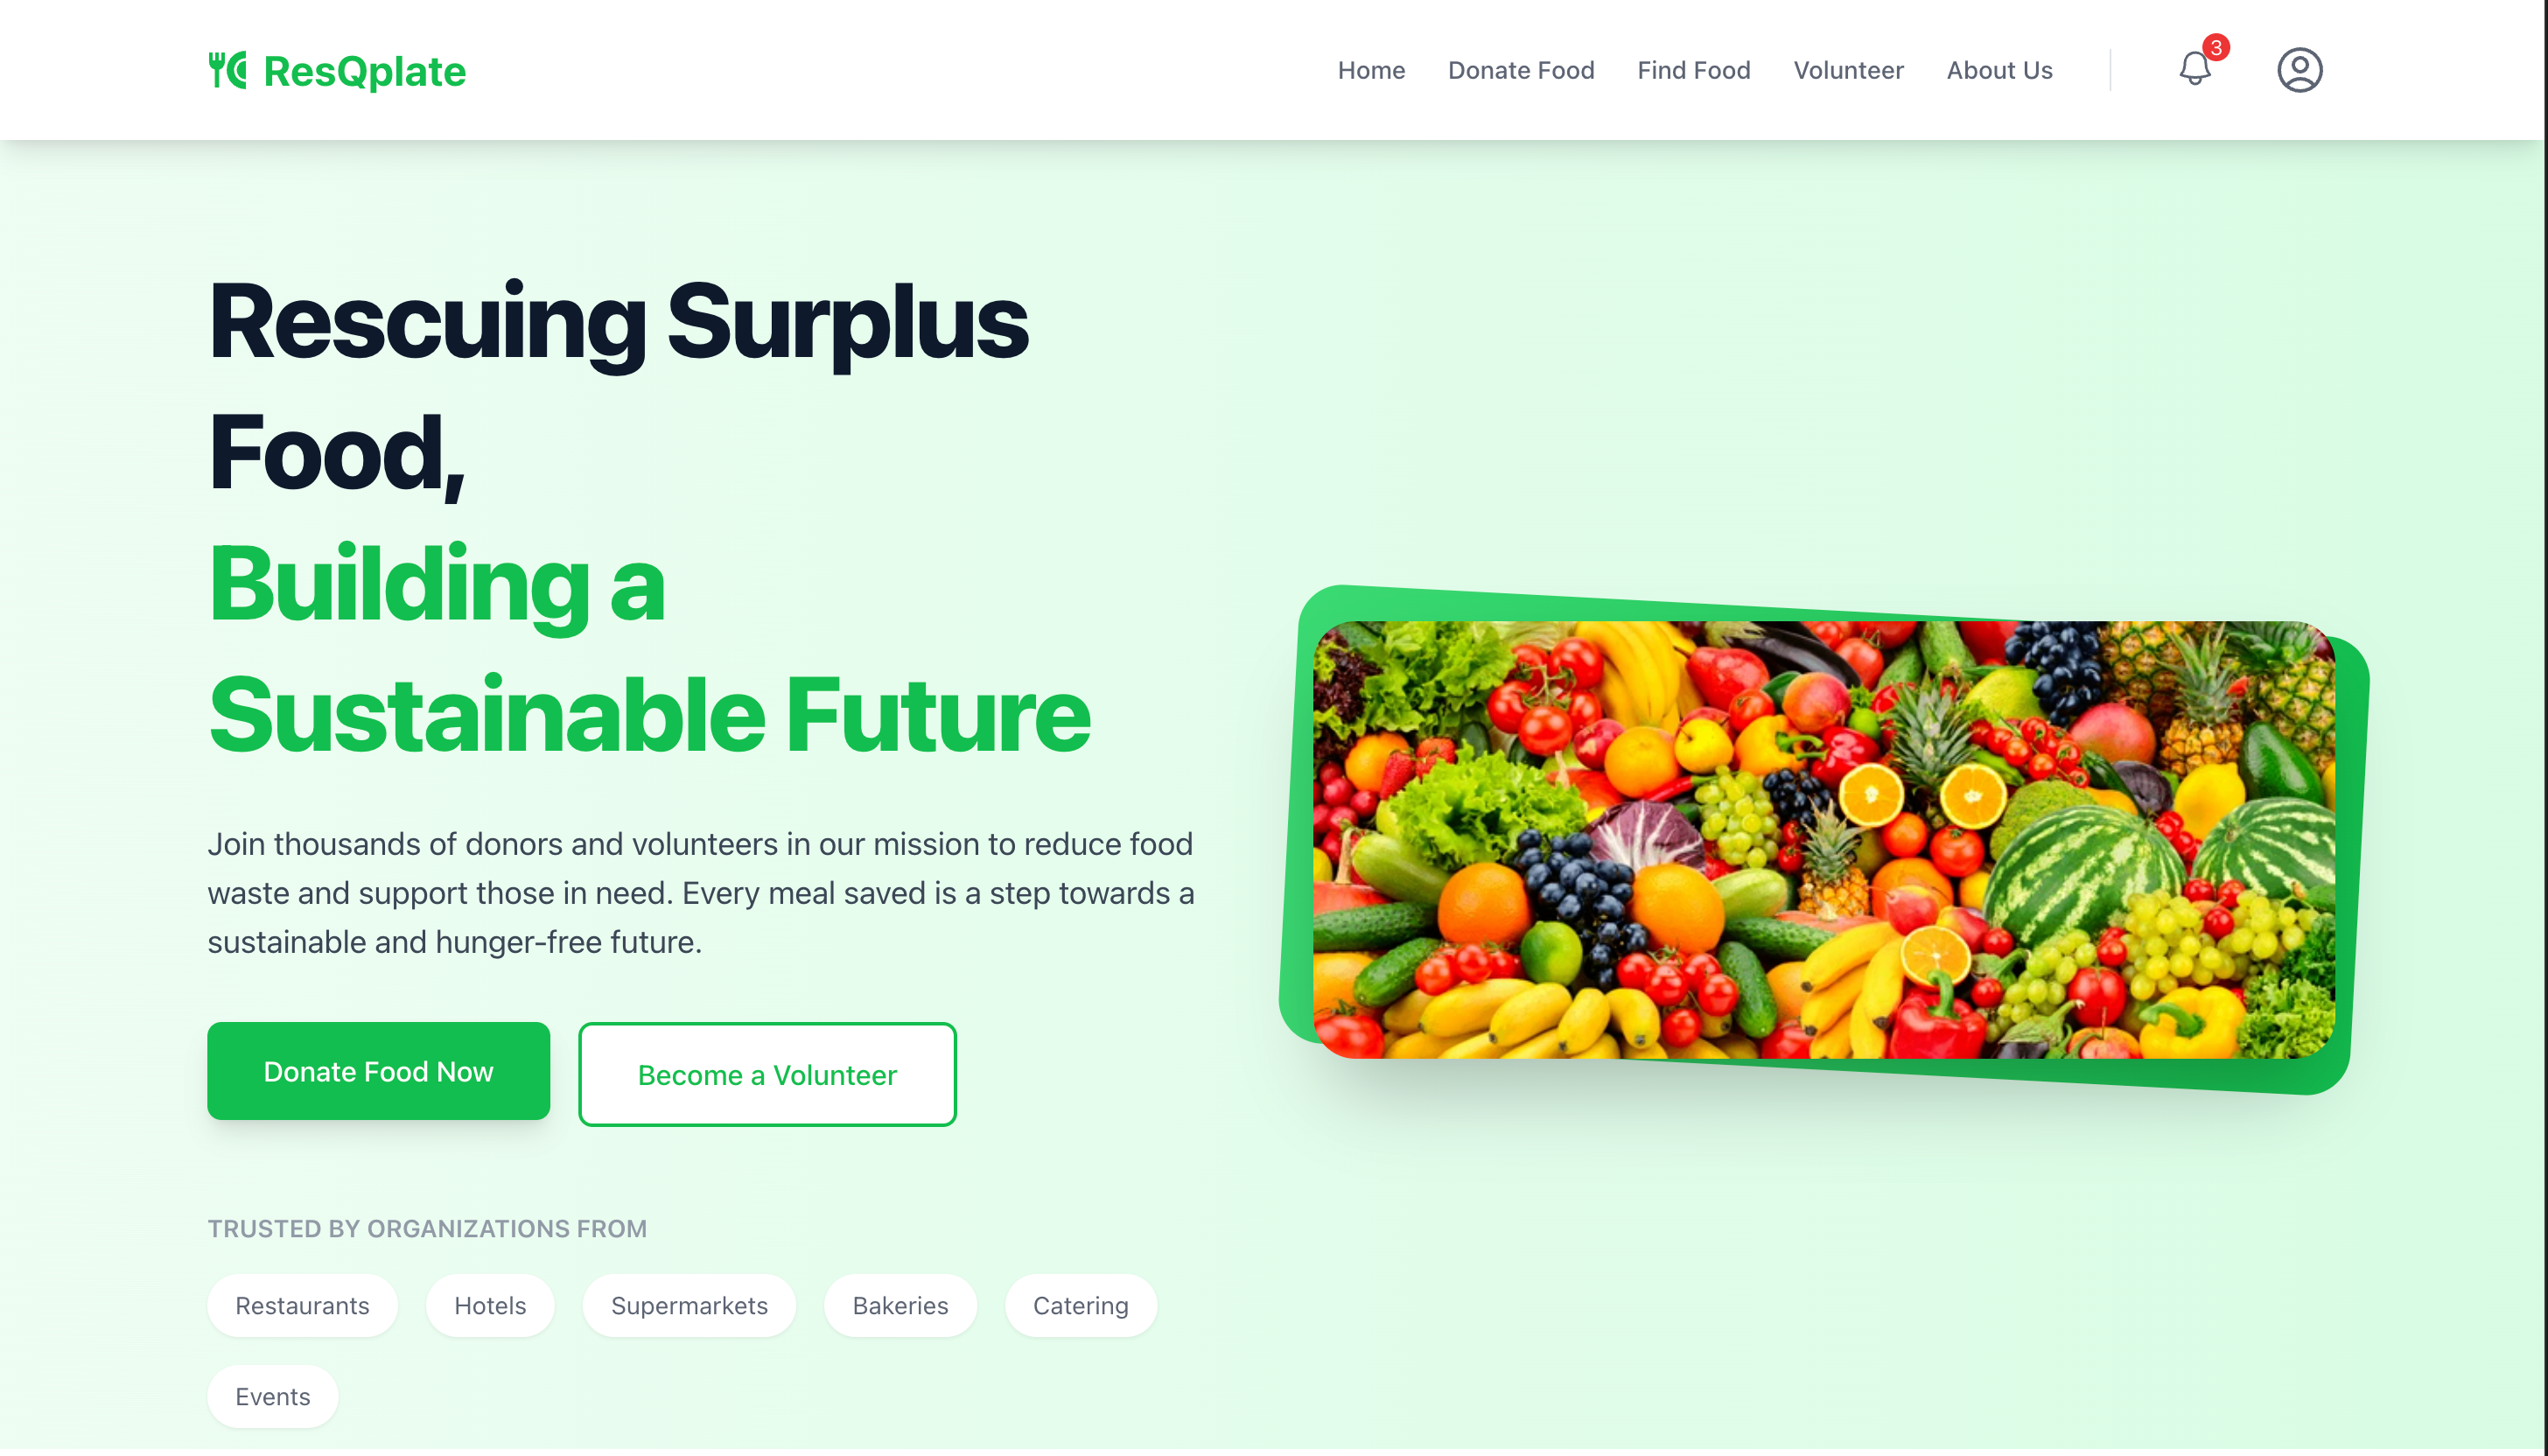 ResQplate
Home Donate Food Find Food Volunteer About Us 3
Rescuing Surplus
Food,
Building a
Sustainable Future
Join thousands of donors and volunteers in our mission to reduce food
waste and support those in need. Every meal saved is a step towards a
sustainable and hunger-free future.
Donate Food Now Become a Volunteer
TRUSTED BY ORGANIZATIONS FROM
Restaurants Hotels Supermarkets Bakeries Catering
Events